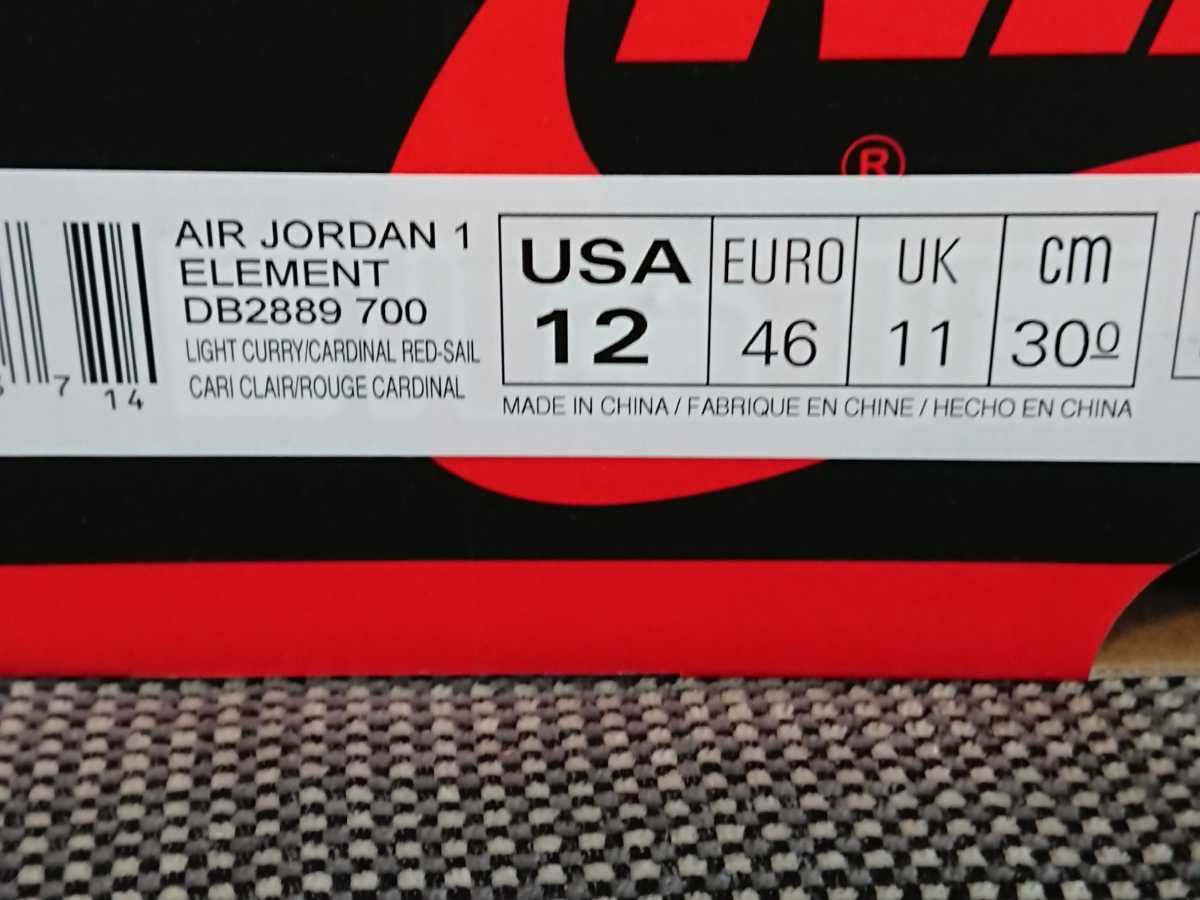 ®
AIR JORDAN 1
ELEMENT
DB2889 700
LIGHT CURRY/CARDINAL RED-SAIL
CARI CLAIR/ROUGE CARDINAL
7
14
USA EURO UK cm
12 46 11 30º
MADE IN CHINA / FABRIQUE EN CHINE / HECHO EN CHINA